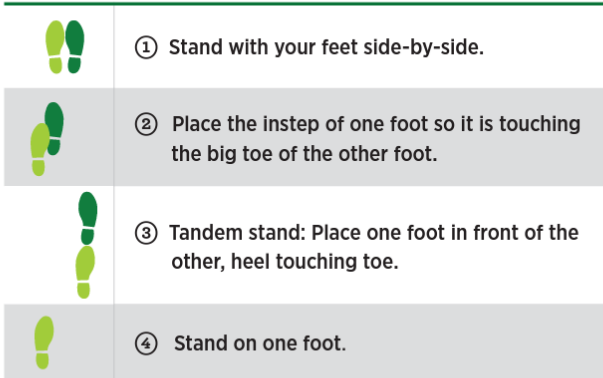 ① Stand with your feet side-by-side.
② Place the instep of one foot so it is touching
the big toe of the other foot.
③ Tandem stand: Place one foot in front of the
other, heel touching toe.
④ Stand on one foot.